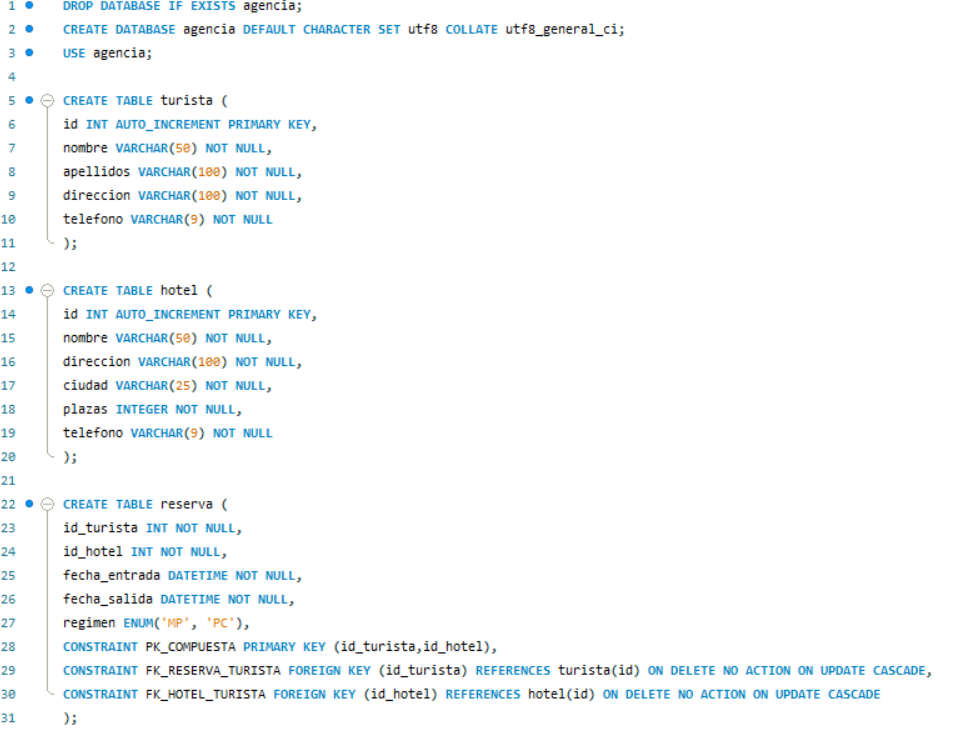 1 DROP DATABASE IF EXISTS agencia;
2 CREATE DATABASE agencia DEFAULT CHARACTER SET utf8 COLLATE utf8_general_ci;
3 USE agencia;
4
5 CREATE TABLE turista (
6 id INT AUTO_INCREMENT PRIMARY KEY,
7 nombre VARCHAR(50) NOT NULL,
8 apellidos VARCHAR(100) NOT NULL,
9 direccion VARCHAR(100) NOT NULL,
10 telefono VARCHAR(9) NOT NULL
11 );
12
13 CREATE TABLE hotel (
14 id INT AUTO_INCREMENT PRIMARY KEY,
15 nombre VARCHAR(50) NOT NULL,
16 direccion VARCHAR(100) NOT NULL,
17 ciudad VARCHAR(25) NOT NULL,
18 plazas INTEGER NOT NULL,
19 telefono VARCHAR(9) NOT NULL
20 );
21
22 CREATE TABLE reserva (
23 id_turista INT NOT NULL,
24 id_hotel INT NOT NULL,
25 fecha_entrada DATETIME NOT NULL,
26 fecha_salida DATETIME NOT NULL,
27 regimen ENUM('MP', 'PC'),
28 CONSTRAINT PK_COMPUESTA PRIMARY KEY (id_turista,id_hotel),
29 CONSTRAINT FK_RESERVA_TURISTA FOREIGN KEY (id_turista) REFERENCES turista(id) ON DELETE NO ACTION ON UPDATE CASCADE,
30 CONSTRAINT FK_HOTEL_TURISTA FOREIGN KEY (id_hotel) REFERENCES hotel(id) ON DELETE NO ACTION ON UPDATE CASCADE
31 );